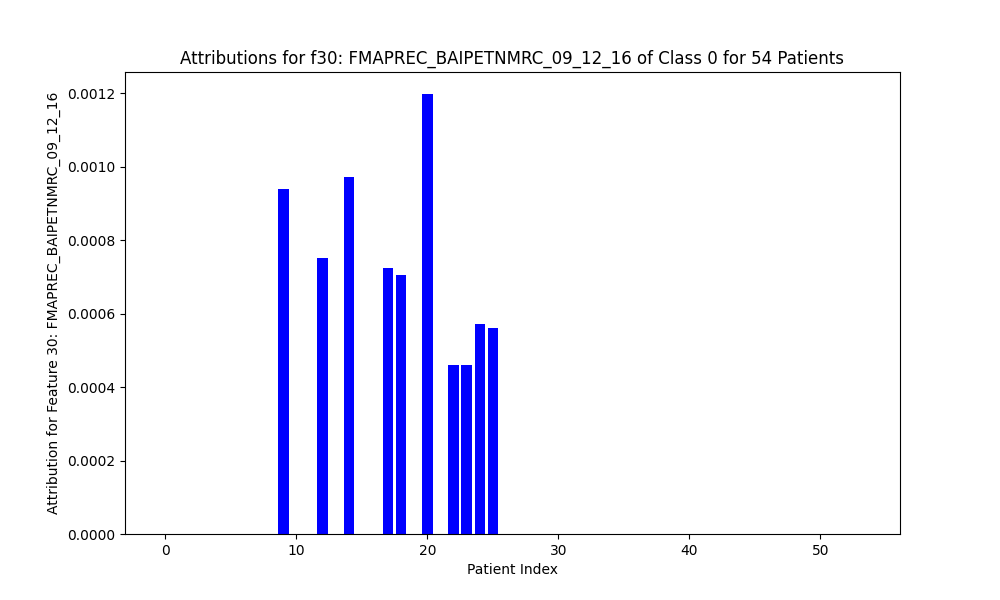 Attributions for f30: FMAPREC_BAIPETNMRC_09_12_16 of Class 0 for 54 Patients
Attribution for Feature 30: FMAPREC_BAIPETNMRC_09_12_16
0.0012
0.0010
0.0008
0.0006
0.0004
0.0002
0.0000
0 10 20 30 40 50
Patient Index